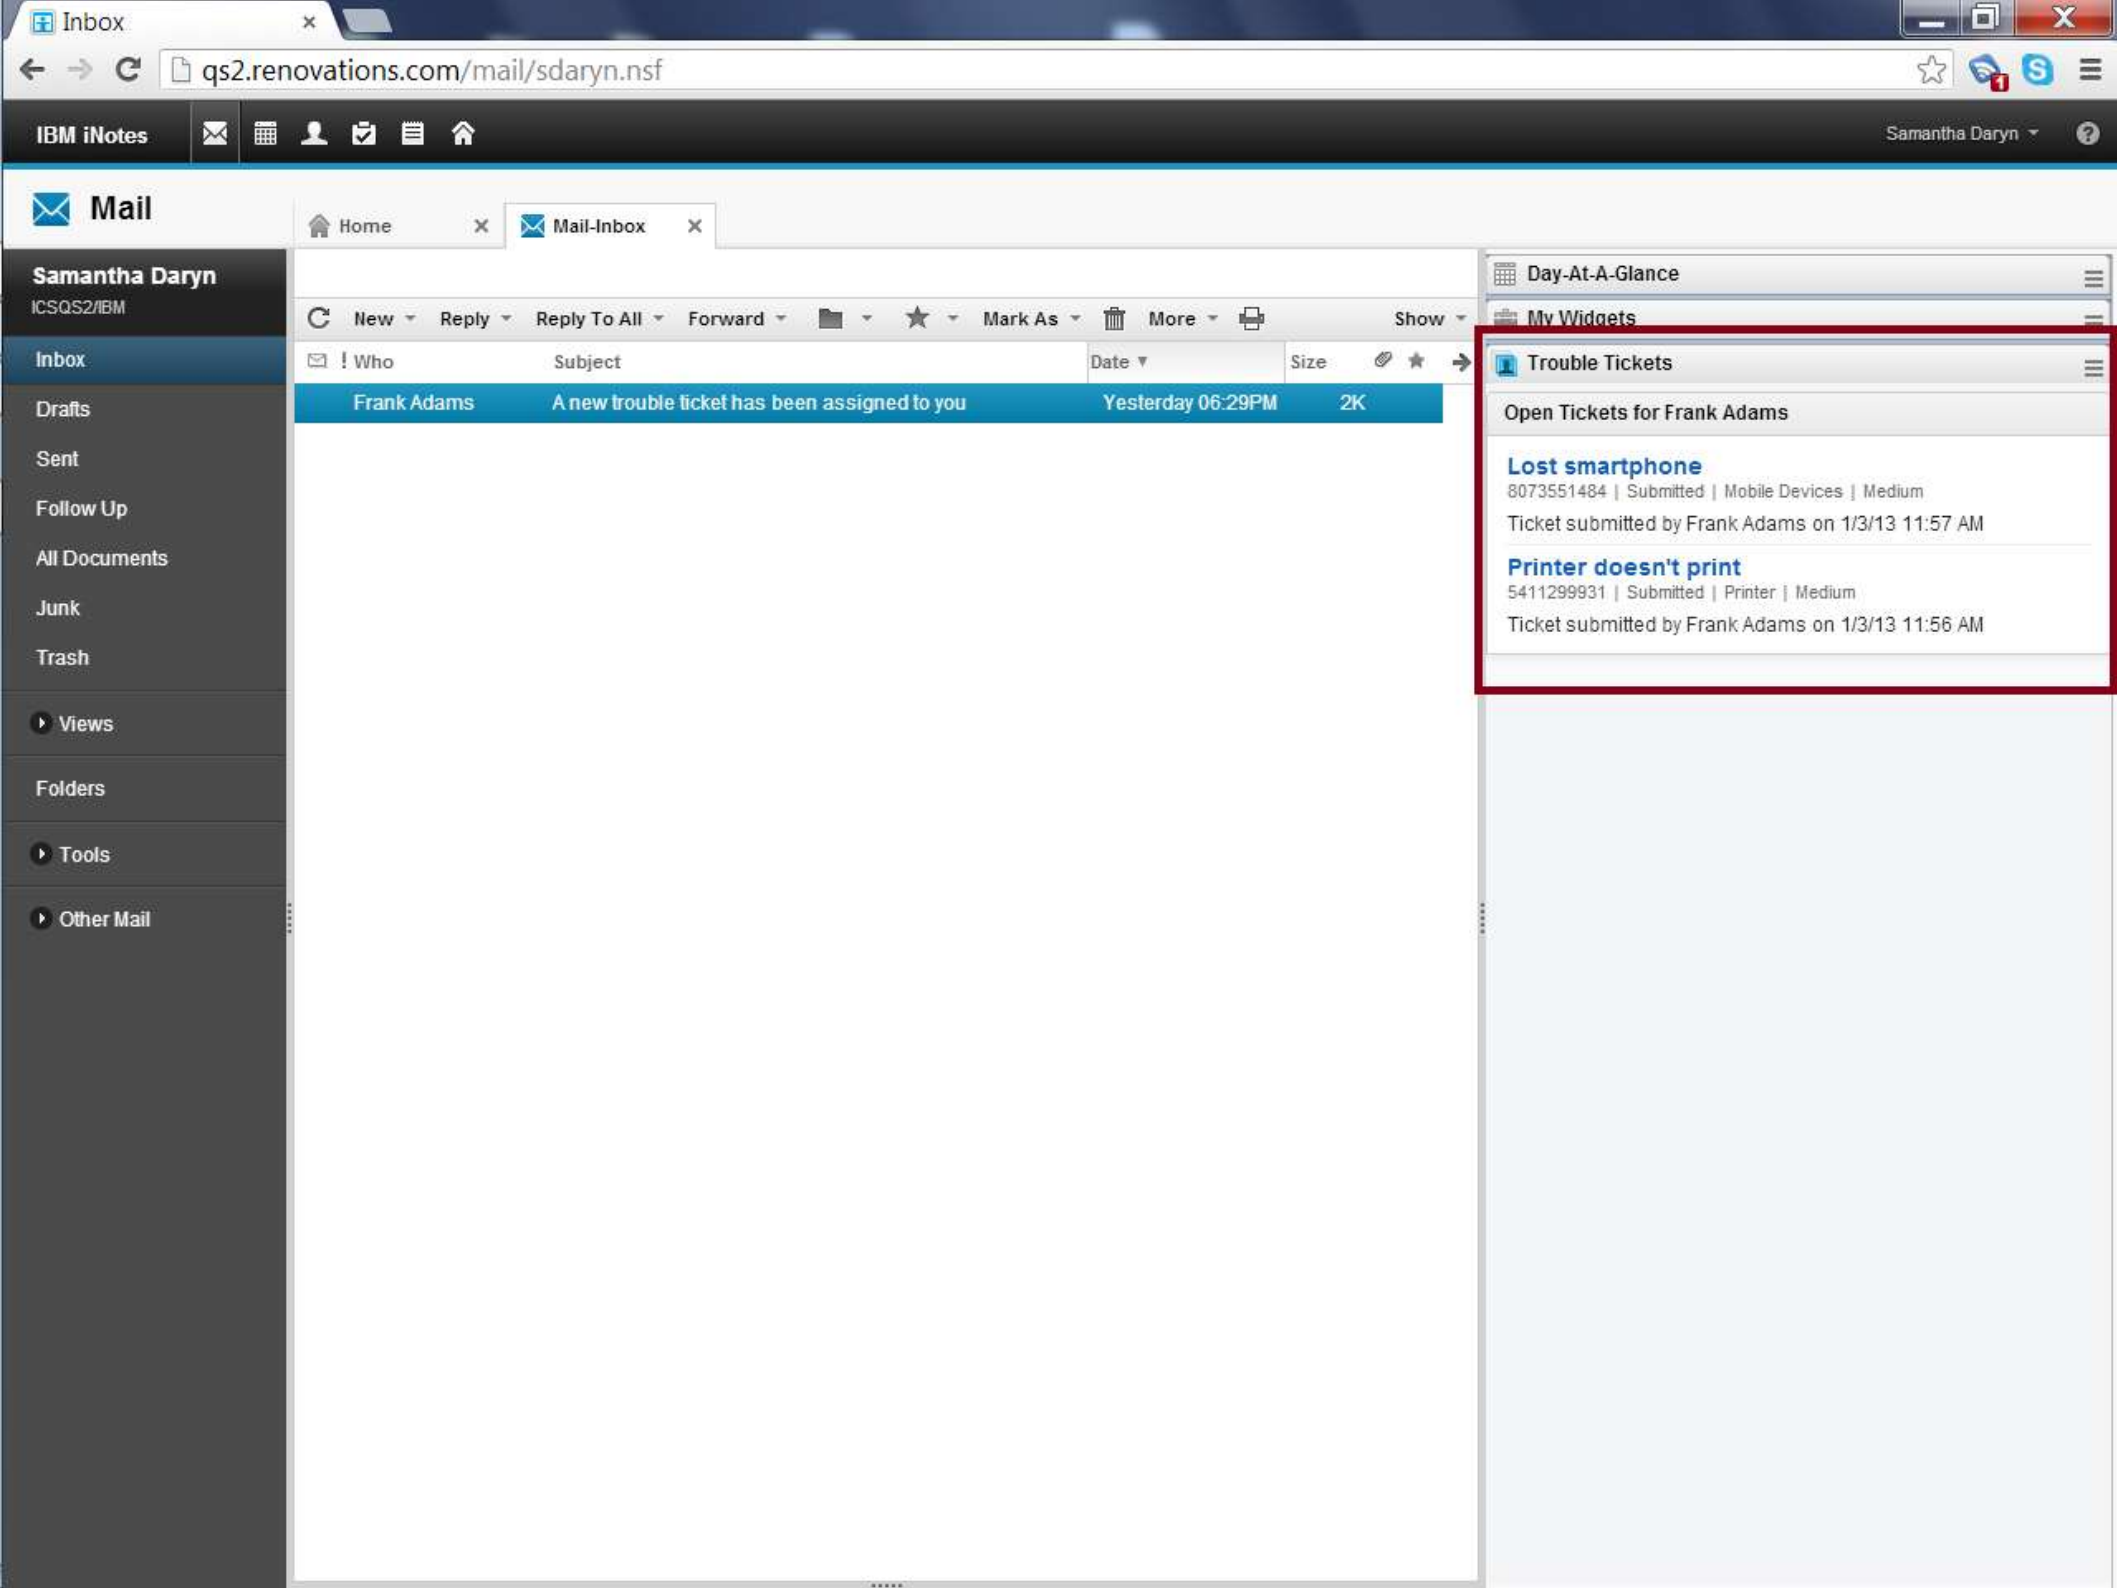 Inbox
qs2.renovations.com/mail/sdaryn.nsf
1
S
IBM iNotes
Samantha Daryn
?
Mail
Home
Mail-Inbox
Samantha Daryn
ICSQS2/IBM
Inbox
Drafts
Sent
Follow Up
All Documents
Junk
Trash
Views
Folders
Tools
Other Mail
New Reply Reply To All Forward Mark As More Show
! Who Subject Date Size
Frank Adams A new trouble ticket has been assigned to you Yesterday 06:29PM 2K
Day-At-A-Glance
My Widgets
Trouble Tickets
Open Tickets for Frank Adams
Lost smartphone
8073551484 | Submitted | Mobile Devices | Medium
Ticket submitted by Frank Adams on 1/3/13 11:57 AM
Printer doesn't print
5411299931 | Submitted | Printer | Medium
Ticket submitted by Frank Adams on 1/3/13 11:56 AM